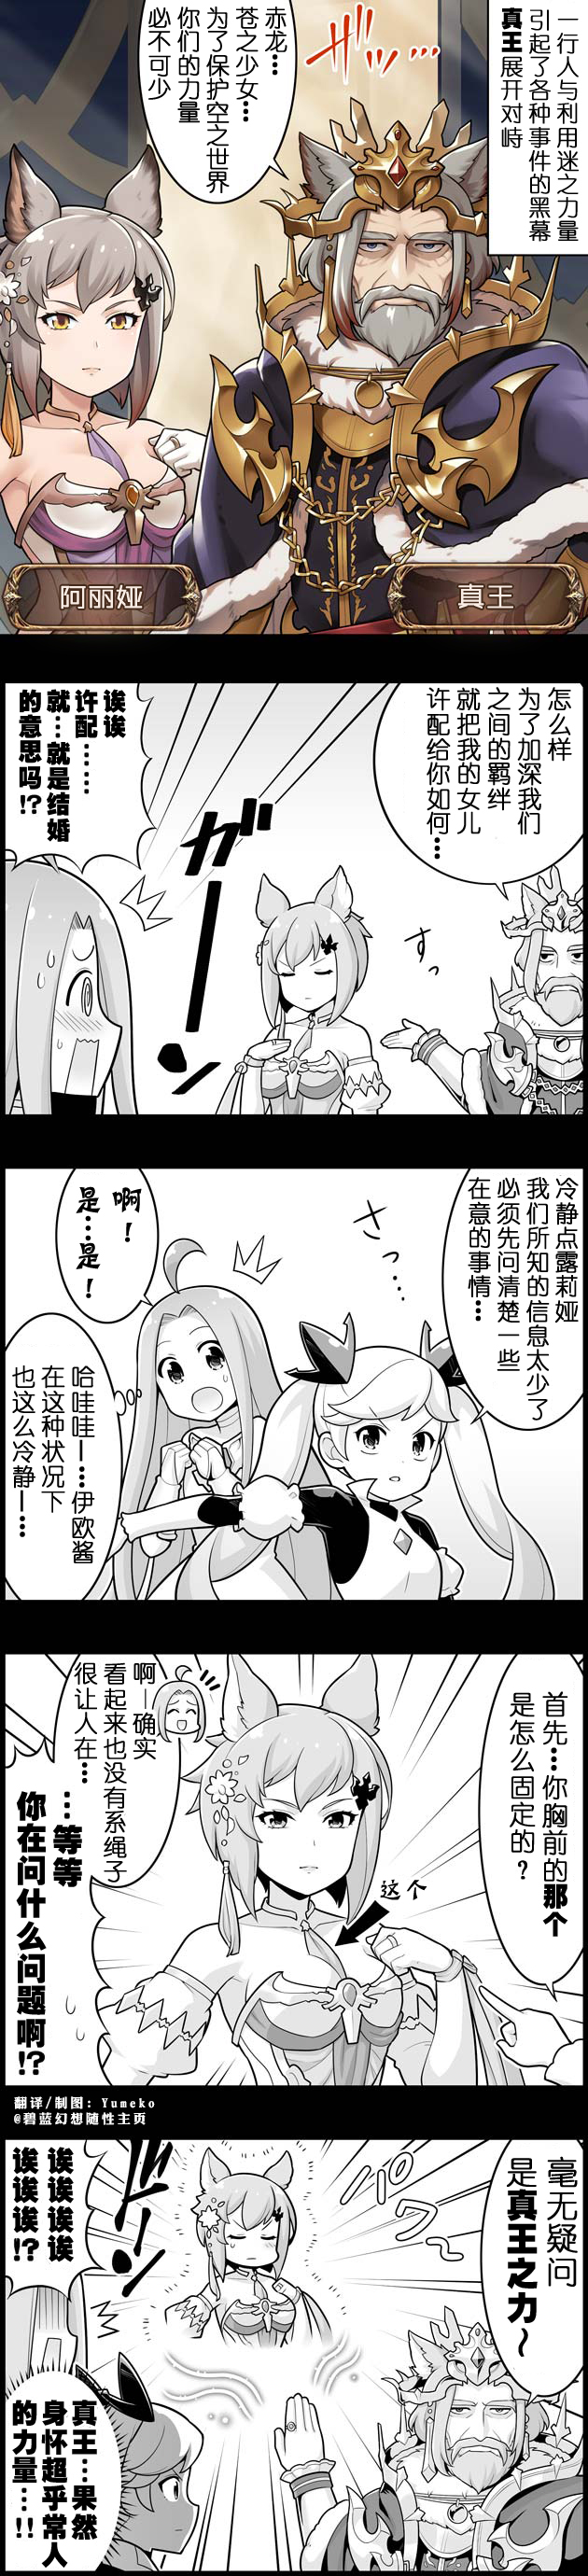 一行人与利用迷之力量
引起了各种事件的黑幕
真王展开对峙
赤龙…
苍之少女…
为了保护空之世界
你们的力量
必不可少
阿丽娅
真王
怎么样
为了加深我们
之间的羁绊
就把我的女儿
许配给你如何…
诶诶
许配……
就…就是结婚
的意思吗!?
ガーン
すっ
冷静点露莉娅
我们所知的信息太少了
必须先问清楚一些
在意的事情…
さっ…
啊！
是…是！
哈哇哇—…伊欧酱
在这种状况下
也这么冷静—…
首先…你胸前的那个
是怎么固定的？
这个
啊—确实
看起来也没有系绳子
很让人在…
…等等
你在问什么问题啊!?
翻译/制图：Yumeko
@碧蓝幻想随性主页
毫无疑问
是真王之力~
パワ～
诶诶诶诶
诶诶诶!?
真王…果然
身怀超乎常人
的力量…!!